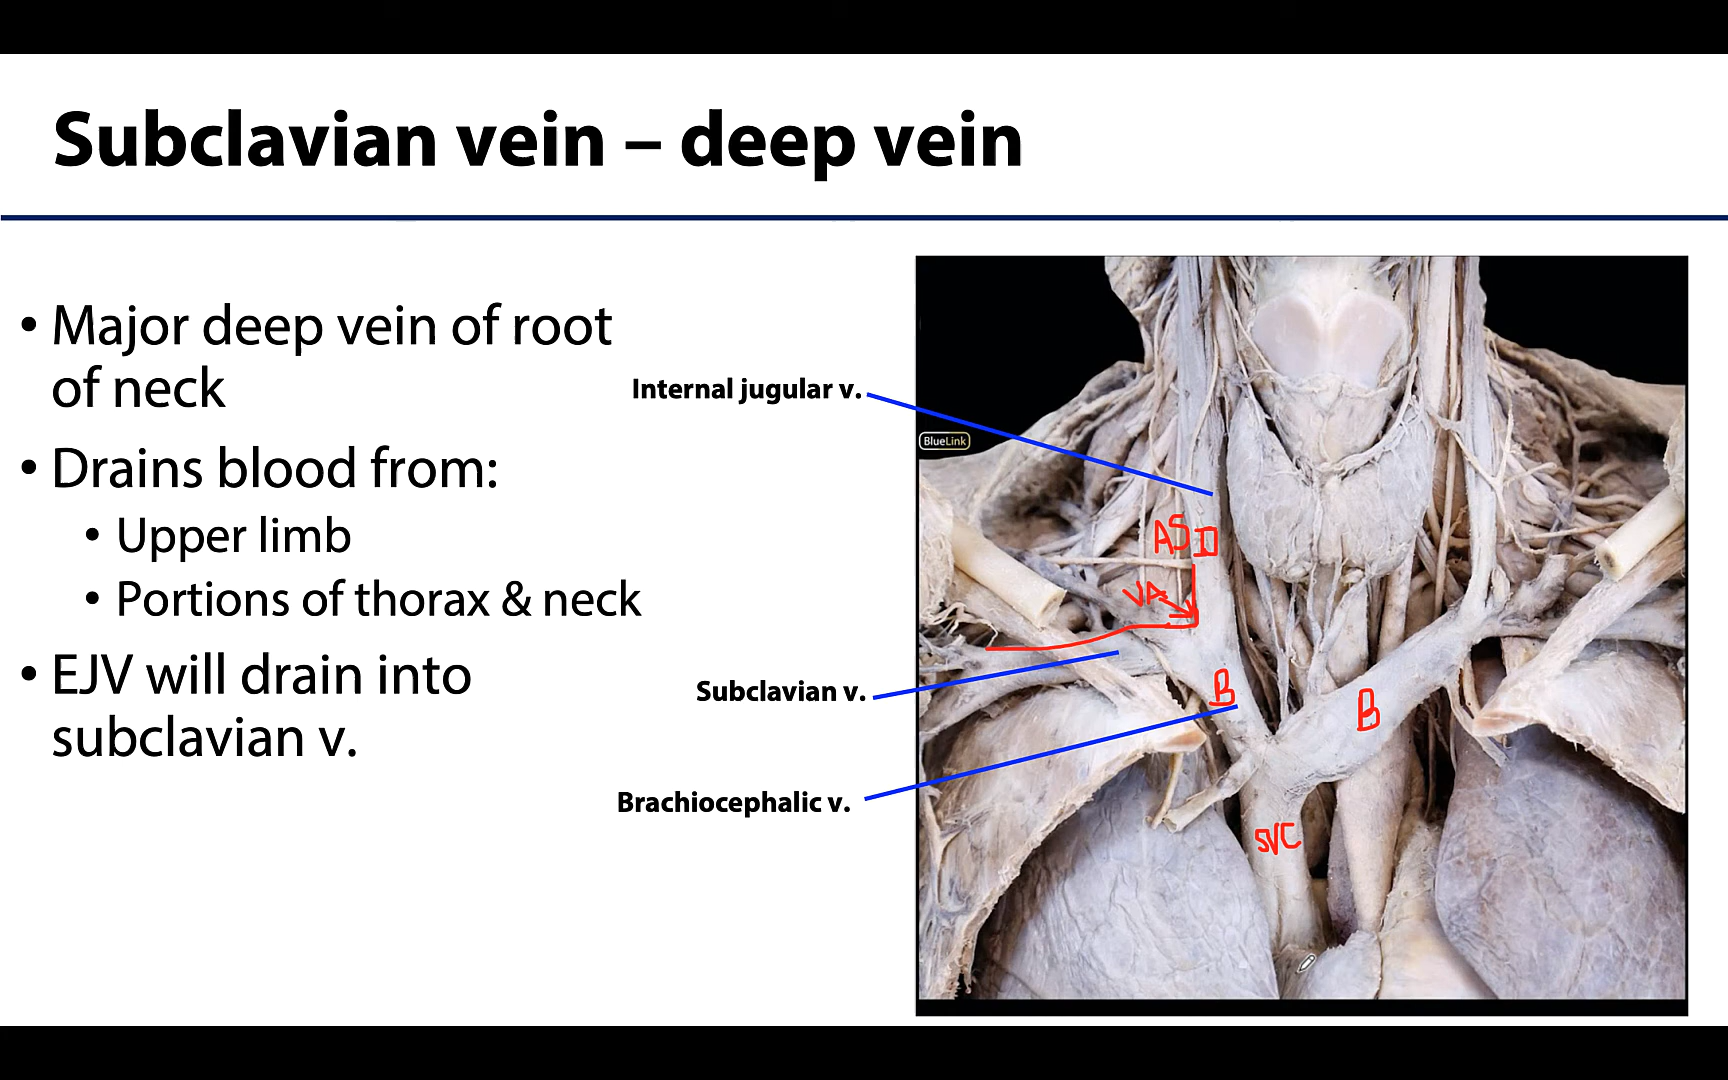 Subclavian vein – deep vein
• Major deep vein of root
of neck
• Drains blood from:
• Upper limb
• Portions of thorax & neck
• EJV will drain into
subclavian v.
Internal jugular v.
BlueLink
AS
VA
Subclavian v.
B
B
Brachiocephalic v.
SVC